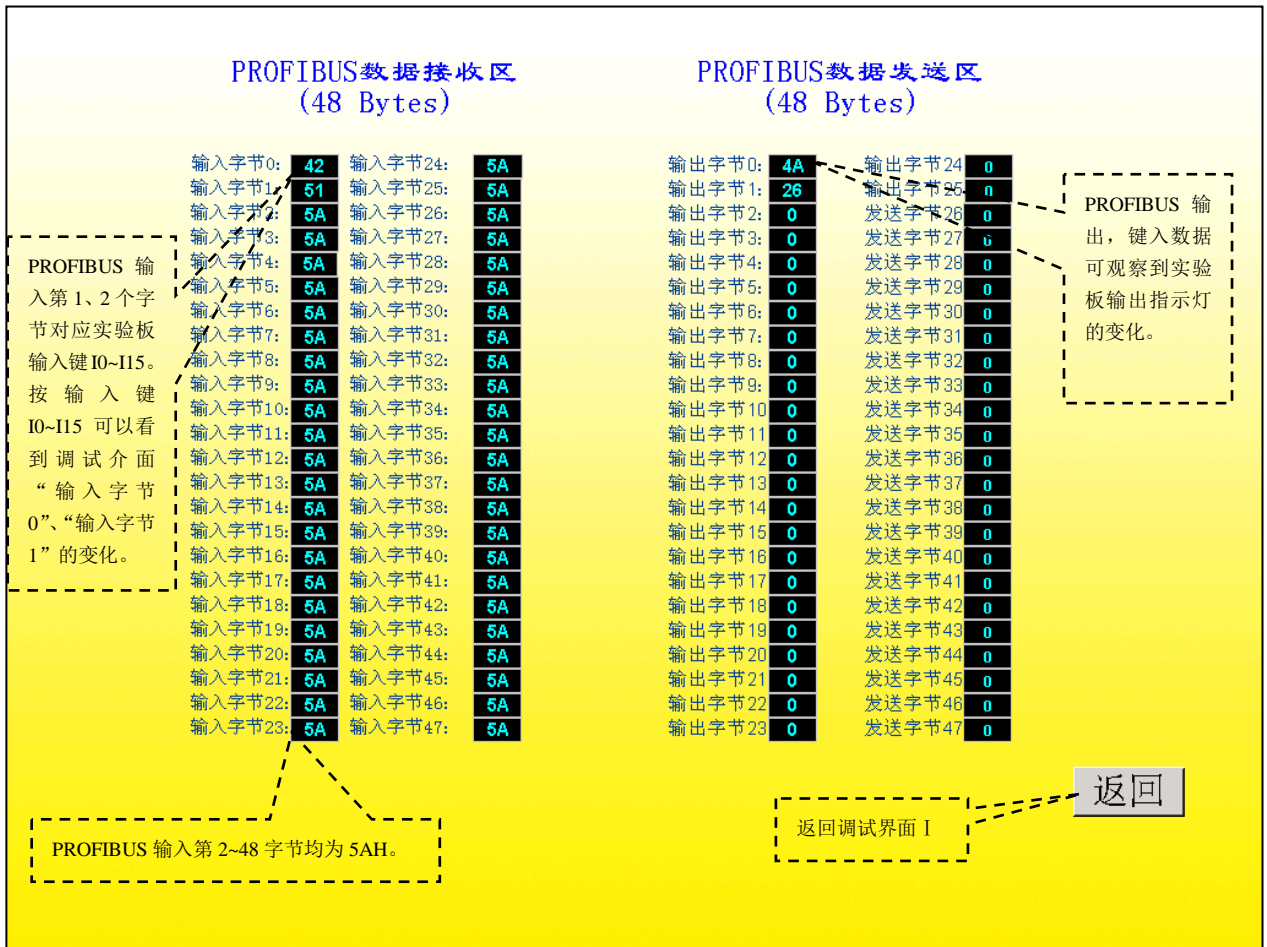 PROFIBUS数据接收区
(48 Bytes)
PROFIBUS数据发送区
(48 Bytes)
输入字节0: 42 输入字节24: 5A
输入字节1: 51 输入字节25: 5A
输入字节2: 5A 输入字节26: 5A
输入字节3: 5A 输入字节27: 5A
输入字节4: 5A 输入字节28: 5A
输入字节5: 5A 输入字节29: 5A
输入字节6: 5A 输入字节30: 5A
输入字节7: 5A 输入字节31: 5A
输入字节8: 5A 输入字节32: 5A
输入字节9: 5A 输入字节33: 5A
输入字节10: 5A 输入字节34: 5A
输入字节11: 5A 输入字节35: 5A
输入字节12: 5A 输入字节36: 5A
输入字节13: 5A 输入字节37: 5A
输入字节14: 5A 输入字节38: 5A
输入字节15: 5A 输入字节39: 5A
输入字节16: 5A 输入字节40: 5A
输入字节17: 5A 输入字节41: 5A
输入字节18: 5A 输入字节42: 5A
输入字节19: 5A 输入字节43: 5A
输入字节20: 5A 输入字节44: 5A
输入字节21: 5A 输入字节45: 5A
输入字节22: 5A 输入字节46: 5A
输入字节23: 5A 输入字节47: 5A
输出字节0: 4A 输出字节24 0
输出字节1: 26 输出字节25 0
输出字节2: 0 发送字节26 0
输出字节3: 0 发送字节27 0
输出字节4: 0 发送字节28 0
输出字节5: 0 发送字节29 0
输出字节6: 0 发送字节30 0
输出字节7: 0 发送字节31 0
输出字节8: 0 发送字节32 0
输出字节9: 0 发送字节33 0
输出字节10 0 发送字节34 0
输出字节11 0 发送字节35 0
输出字节12 0 发送字节36 0
输出字节13 0 发送字节37 0
输出字节14 0 发送字节38 0
输出字节15 0 发送字节39 0
输出字节16 0 发送字节40 0
输出字节17 0 发送字节41 0
输出字节18 0 发送字节42 0
输出字节19 0 发送字节43 0
输出字节20 0 发送字节44 0
输出字节21 0 发送字节45 0
输出字节22 0 发送字节46 0
输出字节23 0 发送字节47 0
PROFIBUS 输
入第 1、2 个字
节对应实验板
输入键 I0~I15。
按 输 入 键
I0~I15 可以看
到调试介面
“输入字节
0”、“输入字节
1”的变化。
PROFIBUS 输
出，键入数据
可观察到实验
板输出指示灯
的变化。
PROFIBUS 输入第 2~48 字节均为 5AH。
返回调试界面Ⅰ
返回